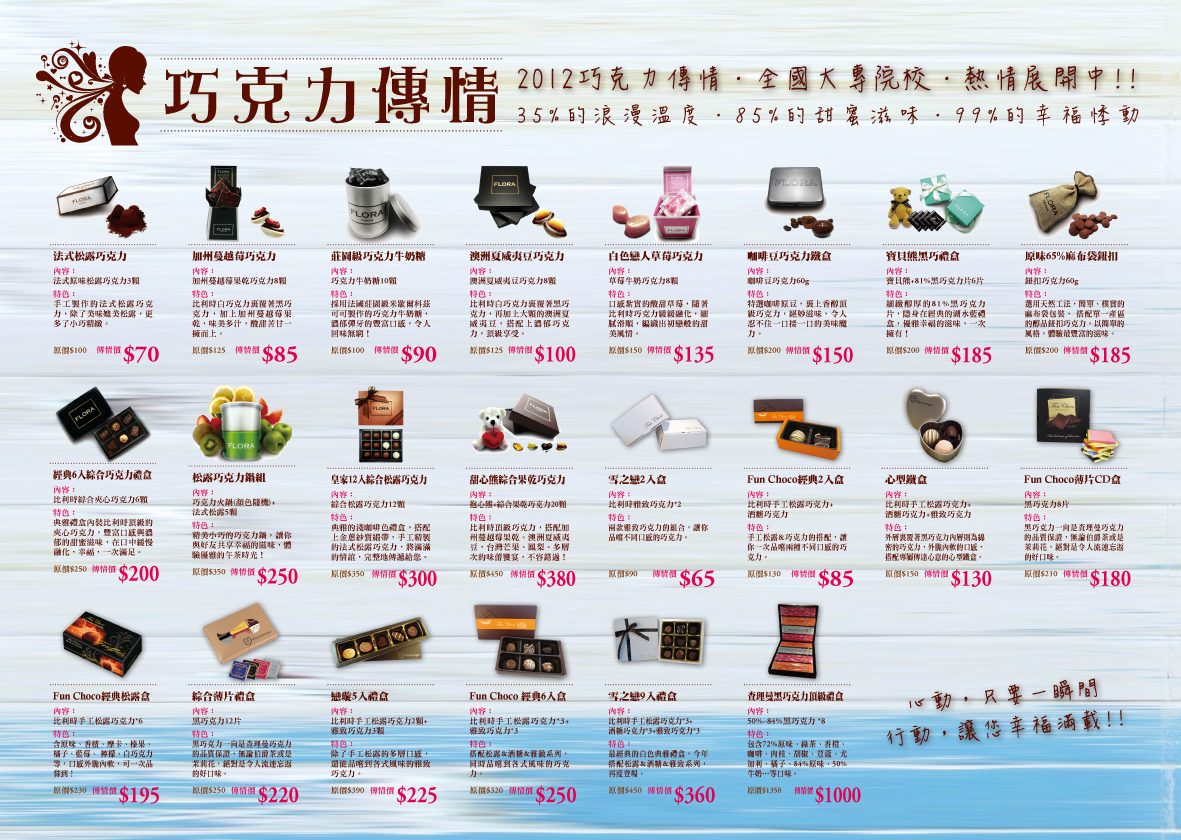 巧克力傳情
2012巧克力傳情・全國大專院校・熱情展開中!!
35%的浪漫溫度・85%的甜蜜滋味・99%的幸福悸動
法式松露巧克力
內容：
法式原味松露巧克力3顆
特色：
手工製作的法式松露巧克
力，除了美味媲美松露，更
多了小巧精緻。
原價$100 傳情價 $70
加州蔓越莓巧克力
內容：
加州蔓越莓果乾巧克力8顆
特色：
比利時白巧克力裹覆著黑巧
克力，加上加州蔓越莓果
乾，味美多汁，酸甜苦甘一
擁而上。
原價$125 傳情價 $85
莊園級巧克力牛奶糖
內容：
巧克力牛奶糖10顆
特色：
採用法國莊園級米歇爾柯茲
可可製作的巧克力牛奶糖，
濃郁彈牙的豐富口感，令人
回味無窮！
原價$100 傳情價 $90
澳洲夏威夷豆巧克力
內容：
澳洲夏威夷豆巧克力8顆
特色：
比利時白巧克力裹覆著黑巧
克力，再加上大顆的澳洲夏
威夷豆，搭配上濃郁巧克
力，頂級享受。
原價$125 傳情價 $100
白色戀人草莓巧克力
內容：
草莓牛奶巧克力8顆
特色：
口感紮實的酸甜草莓，隨著
比利時巧克力緩緩融化，細
膩滑順，編織出初戀般的甜
美風情。
原價$150 傳情價 $135
咖啡豆巧克力鐵盒
內容：
咖啡豆巧克力60g
特色：
特選咖啡原豆，裹上香醇頂
級巧克力，絕妙滋味，令人
忍不住一口接一口的美味魔
力。
原價$200 傳情價 $150
寶貝熊黑巧禮盒
內容：
寶貝熊+81%黑巧克力片6片
特色：
細緻醇厚的81%黑巧克力
片，隱身在經典的湖水藍禮
盒，優雅幸福的滋味，一次
擁有！
原價$200 傳情價 $185
原味65%麻布袋鈕扣
內容：
鈕扣巧克力60g
特色：
選用天然工法，簡單、樸實的
麻布袋包裝， 搭配單一產區
的醇品鈕扣巧克力，以簡單的
風格，體驗最豐富的滋味。
原價$200 傳情價 $185
經典6入綜合巧克力禮盒
內容：
比利時綜合夾心巧克力6顆
特色：
典雅禮盒內裝比利時頂級的
夾心巧克力，豐富口感與濃
郁的甜蜜滋味，在口中緩慢
融化，幸福，一次滿足。
原價$250 傳情價 $200
松露巧克力鍋組
內容：
巧克力火鍋(顏色隨機)+
法式松露5顆
特色：
精美小巧的巧克力鍋，讓你
與好友共享幸福的滋味，體
驗優雅的午茶時光！
原價$350 傳情價 $250
皇家12入綜合松露巧克力
內容：
綜合松露巧克力12顆
特色：
典雅的淺咖啡色禮盒，搭配
上金蔥紗質緞帶，手工精製
的法式松露巧克力，將滿滿
的情誼，完整地傳遞給您。
原價$350 傳情價 $300
甜心熊綜合果乾巧克力
內容：
抱心熊+綜合果乾巧克力20顆
特色：
比利時頂級巧克力，搭配加
州蔓越莓果乾、澳洲夏威夷
豆，台灣芒果、鳳梨，多層
次的味蕾饗宴，不容錯過！
原價$450 傳情價 $380
雪之戀2入盒
內容：
比利時雅致巧克力*2
特色：
兩款雅致巧克力的組合，讓你
品嚐不同口感的巧克力。
原價$90 傳情價 $65
Fun Choco經典2入盒
內容：
比利時手工松露巧克力+
酒糖巧克力
特色：
手工松露&巧克力的搭配，讓
你一次品嚐兩種不同口感的巧
克力。
原價$130 傳情價 $85
心型鐵盒
內容：
比利時手工松露巧克力+
酒糖巧克力+雅致巧克力
特色：
外層裹覆著黑巧克力內層則為綿
密的巧克力，外脆內軟的口感，
搭配專屬傳達心意的心型鐵盒。
原價$150 傳情價 $130
Fun Choco薄片CD盒
內容：
黑巧克力8片
特色：
黑巧克力一向是查理曼巧克力
的品質保證，無論伯爵茶或是
茉莉花，絕對是令人流連忘返
的好口味。
原價$210 傳情價 $180
Fun Choco經典松露盒
內容：
比利時手工松露巧克力*6
特色：
含原味、香檳、摩卡、榛果、
橘子、藍莓、檸檬、白巧克力
等，口感外脆內軟，可一次品
嚐到！
原價$230 傳情價 $195
綜合薄片禮盒
內容：
黑巧克力12片
特色：
黑巧克力一向是查理曼巧克力
的品質保證，無論伯爵茶或是
茉莉花，絕對是令人流連忘返
的好口味。
原價$250 傳情價 $220
戀璇5入禮盒
內容：
比利時手工松露巧克力2顆+
雅致巧克力3顆
特色：
除了手工松露的多層口感，
還能品嚐到各式風味的雅致
巧克力。
原價$390 傳情價 $225
Fun Choco 經典6入盒
內容：
比利時手工松露巧克力*3+
雅致巧克力*3
特色：
搭配松露&酒糖&雅緻系列，
同時品嚐到各式風味的巧克
力。
原價$320 傳情價 $250
雪之戀9入禮盒
內容：
比利時手工松露巧克力*3+
酒糖巧克力*3+雅致巧克力*3
特色：
最經典的白色典雅禮盒，今年
搭配松露&酒糖&雅致系列，
再度登場。
原價$450 傳情價 $360
查理曼黑巧克力頂級禮盒
內容：
50%~84%黑巧克力 *8
特色：
包含72%原味、綠茶、香橙、
咖啡、肉桂、胡椒、荳蔻、尤
加利、橘子、84%原味、50%
牛奶…等口味。
原價$1350 傳情價 $1000
心動，只要一瞬間
行動，讓您幸福滿載!!